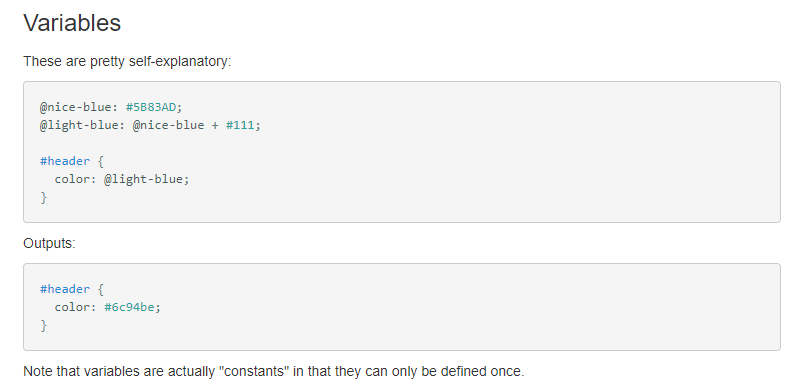 Variables
These are pretty self-explanatory:
@nice-blue: #5B83AD;
@light-blue: @nice-blue + #111;
#header {
  color: @light-blue;
}
Outputs:
#header {
  color: #6c94be;
}
Note that variables are actually "constants" in that they can only be defined once.